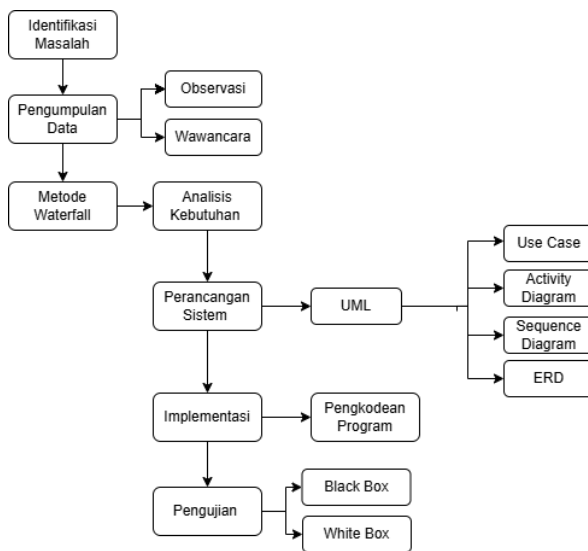 Identifikasi
Masalah
Pengumpulan
Data
Observasi
Wawancara
Metode
Waterfall
Analisis
Kebutuhan
Perancangan
Sistem
UML
Use Case
Activity
Diagram
Sequence
Diagram
ERD
Implementasi
Pengkodean
Program
Pengujian
Black Box
White Box